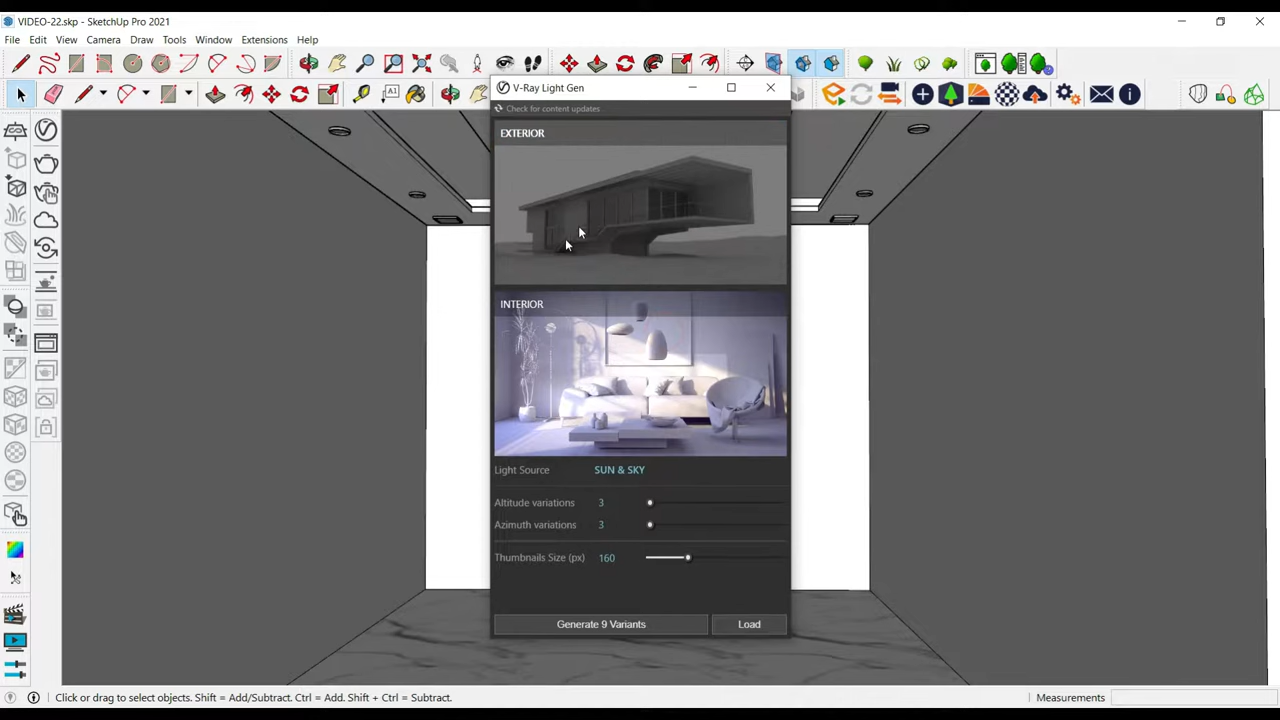 VIDEO-22.skp - SketchUp Pro 2021
File Edit View Camera Draw Tools Window Extensions Help
V-Ray Light Gen
Check for content updates
EXTERIOR
INTERIOR
Light Source SUN & SKY
Altitude variations 3
Azimuth variations 3
Thumbnails Size (px) 160
Generate 9 Variants Load
Click or drag to select objects. Shift = Add/Subtract. Ctrl = Add. Shift + Ctrl = Subtract. Measurements